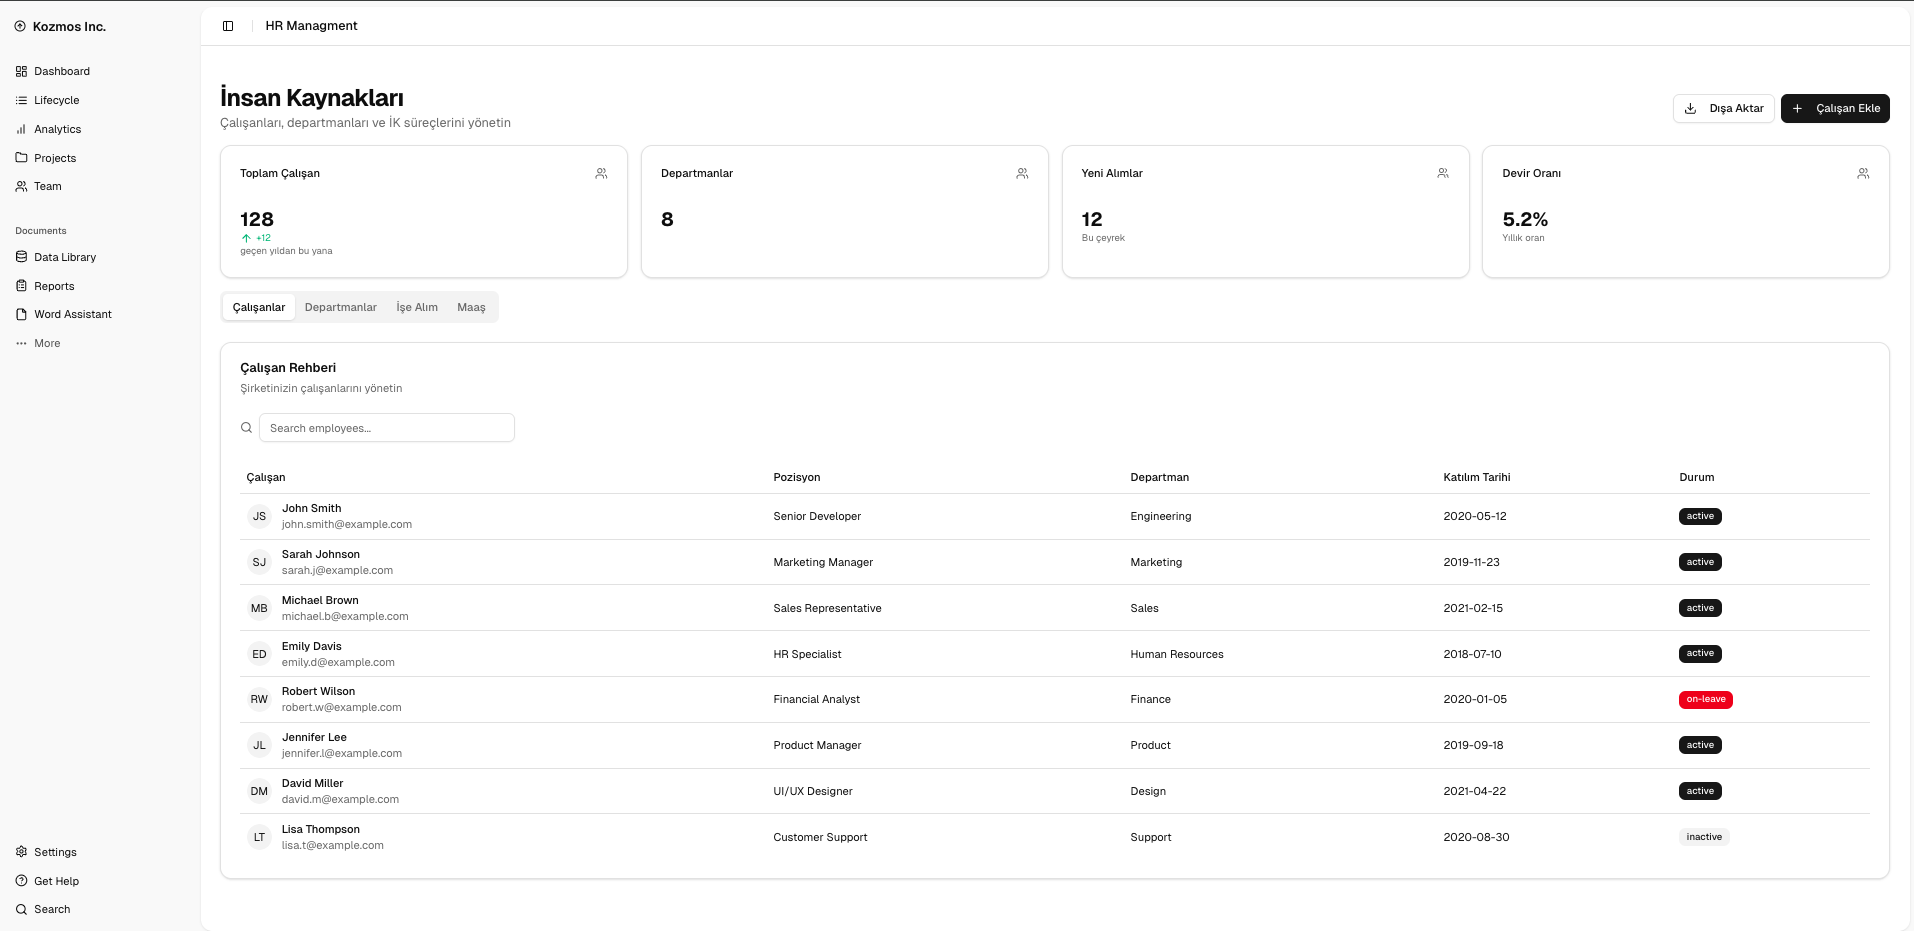 Kozmos Inc.
Dashboard
Lifecycle
Analytics
Projects
Team
Documents
Data Library
Reports
Word Assistant
More
Settings
Get Help
Search
HR Managment
İnsan Kaynakları
Çalışanları, departmanları ve İK süreçlerini yönetin
Dışa Aktar
Çalışan Ekle
Toplam Çalışan
128
+12
geçen yıldan bu yana
Departmanlar
8
Yeni Alımlar
12
Bu çeyrek
Devir Oranı
5.2%
Yıllık oran
Çalışanlar Departmanlar İşe Alım Maaş
Çalışan Rehberi
Şirketinizin çalışanlarını yönetin
Search employees...
Çalışan Pozisyon Departman Katılım Tarihi Durum
JS John Smith
john.smith@example.com
Senior Developer Engineering 2020-05-12 active
SJ Sarah Johnson
sarah.j@example.com
Marketing Manager Marketing 2019-11-23 active
MB Michael Brown
michael.b@example.com
Sales Representative Sales 2021-02-15 active
ED Emily Davis
emily.d@example.com
HR Specialist Human Resources 2018-07-10 active
RW Robert Wilson
robert.w@example.com
Financial Analyst Finance 2020-01-05 on-leave
JL Jennifer Lee
jennifer.l@example.com
Product Manager Product 2019-09-18 active
DM David Miller
david.m@example.com
UI/UX Designer Design 2021-04-22 active
LT Lisa Thompson
lisa.t@example.com
Customer Support Support 2020-08-30 inactive